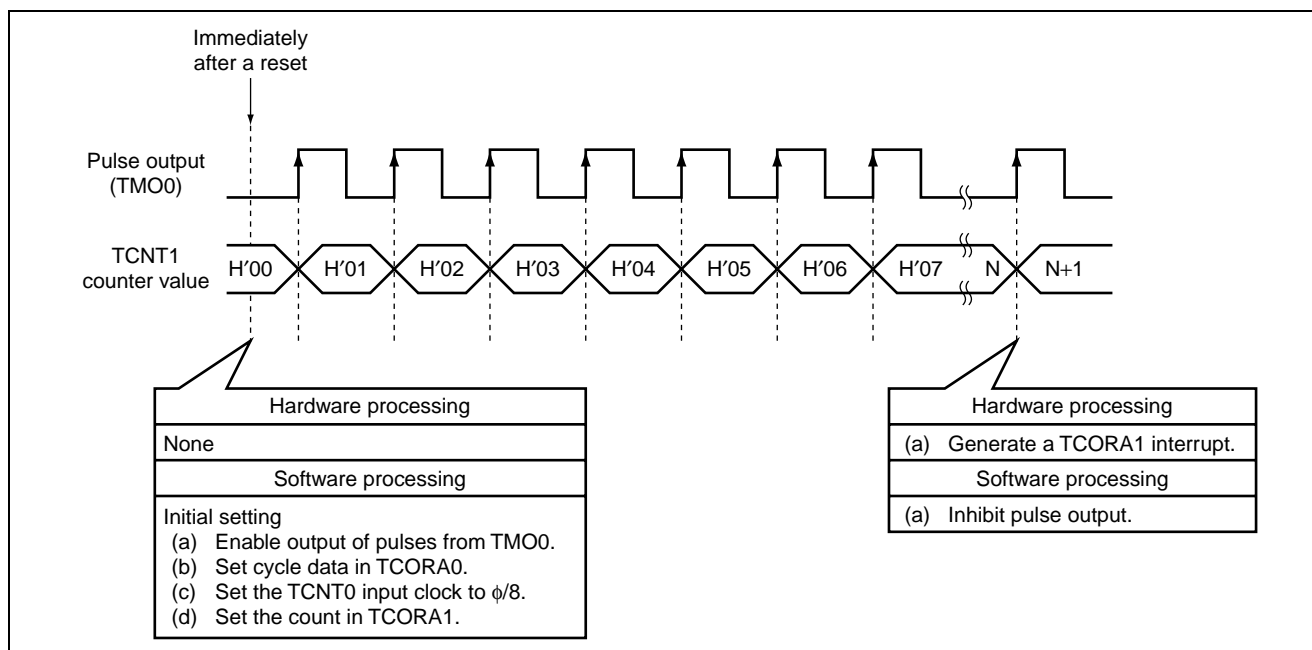 Immediately
after a reset
Pulse output
(TMO0)
TCNT1
counter value
H'00 H'01 H'02 H'03 H'04 H'05 H'06 H'07 N N+1
Hardware processing
None
Software processing
Initial setting
(a) Enable output of pulses from TMO0.
(b) Set cycle data in TCORA0.
(c) Set the TCNT0 input clock to ϕ/8.
(d) Set the count in TCORA1.
Hardware processing
(a) Generate a TCORA1 interrupt.
Software processing
(a) Inhibit pulse output.